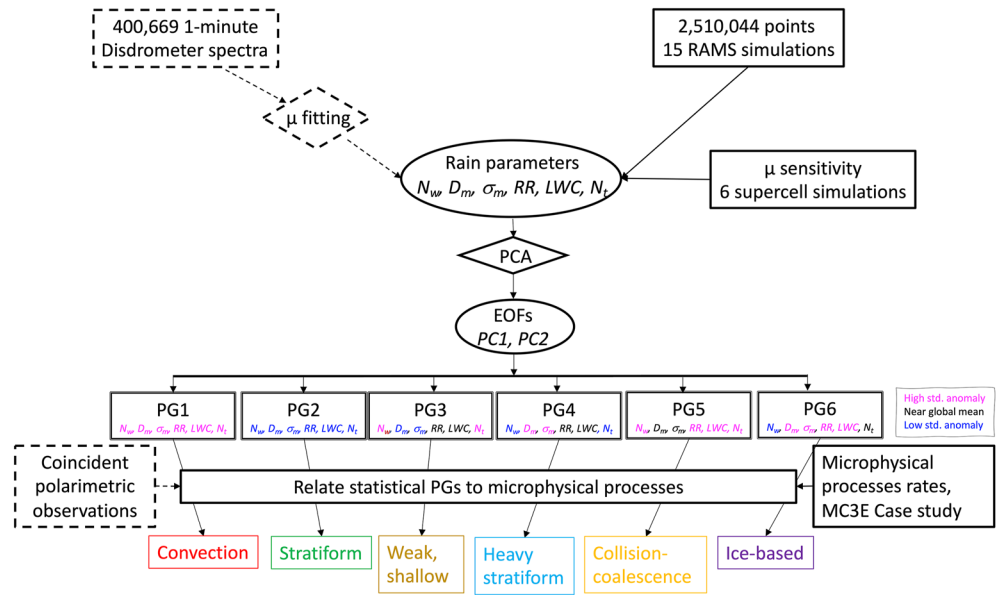 400,669 1-minute
Disdrometer spectra
2,510,044 points
15 RAMS simulations
μ fitting
Rain parameters
Nw, Dm, σm, RR, LWC, Nt
μ sensitivity
6 supercell simulations
PCA
EOFs
PC1, PC2
PG1
Nw, Dm, σm, RR, LWC, Nt
PG2
Nw, Dm, σm, RR, LWC, Nt
PG3
Nw, Dm, σm, RR, LWC, Nt
PG4
Nw, Dm, σm, RR, LWC, Nt
PG5
Nw, Dm, σm, RR, LWC, Nt
PG6
Nw, Dm, σm, RR, LWC, Nt
High std. anomaly
Near global mean
Low std. anomaly
Coincident
polarimetric
observations
Relate statistical PGs to microphysical processes
Microphysical
processes rates,
MC3E Case study
Convection
Stratiform
Weak,
shallow
Heavy
stratiform
Collision-
coalescence
Ice-based